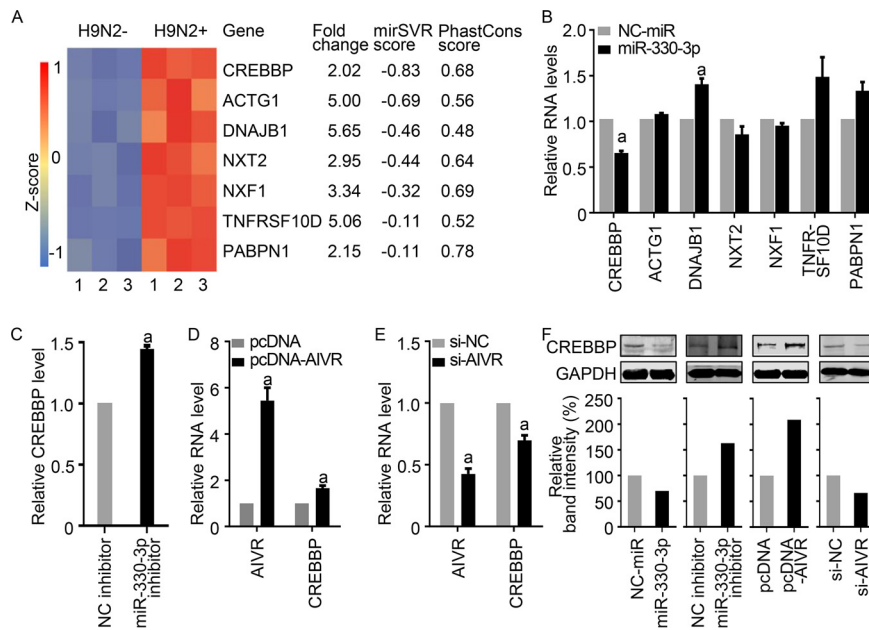 A
H9N2- H9N2+ Gene Fold change mirSVR score PhastCons score
CREBBP 2.02 -0.83 0.68
ACTG1 5.00 -0.69 0.56
DNAJB1 5.65 -0.46 0.48
NXT2 2.95 -0.44 0.64
NXF1 3.34 -0.32 0.69
TNFRSF10D 5.06 -0.11 0.52
PABPN1 2.15 -0.11 0.78
1 2 3 1 2 3
Z-score
1
0
-1
B
NC-miR
miR-330-3p
Relative RNA levels
2.0
1.5
1.0
0.5
0
a
a
CREBBP
ACTG1
DNAJB1
NXT2
NXF1
TNFR-
SF10D
PABPN1
C
Relative CREBBP level
1.5
1.0
0.5
0
a
NC inhibitor
miR-330-3p
inhibitor
D
pcDNA
pcDNA-AIVR
Relative RNA level
8
6
4
2
0
a
a
AIVR
CREBBP
E
si-NC
si-AIVR
Relative RNA level
1.5
1.0
0.5
0
a
a
AIVR
CREBBP
F
CREBBP
GAPDH
Relative
band intensity (%)
250
200
150
100
50
0
NC-miR
miR-330-3p
NC inhibitor
miR-330-3p
inhibitor
pcDNA
pcDNA
-AIVR
si-NC
si-AIVR